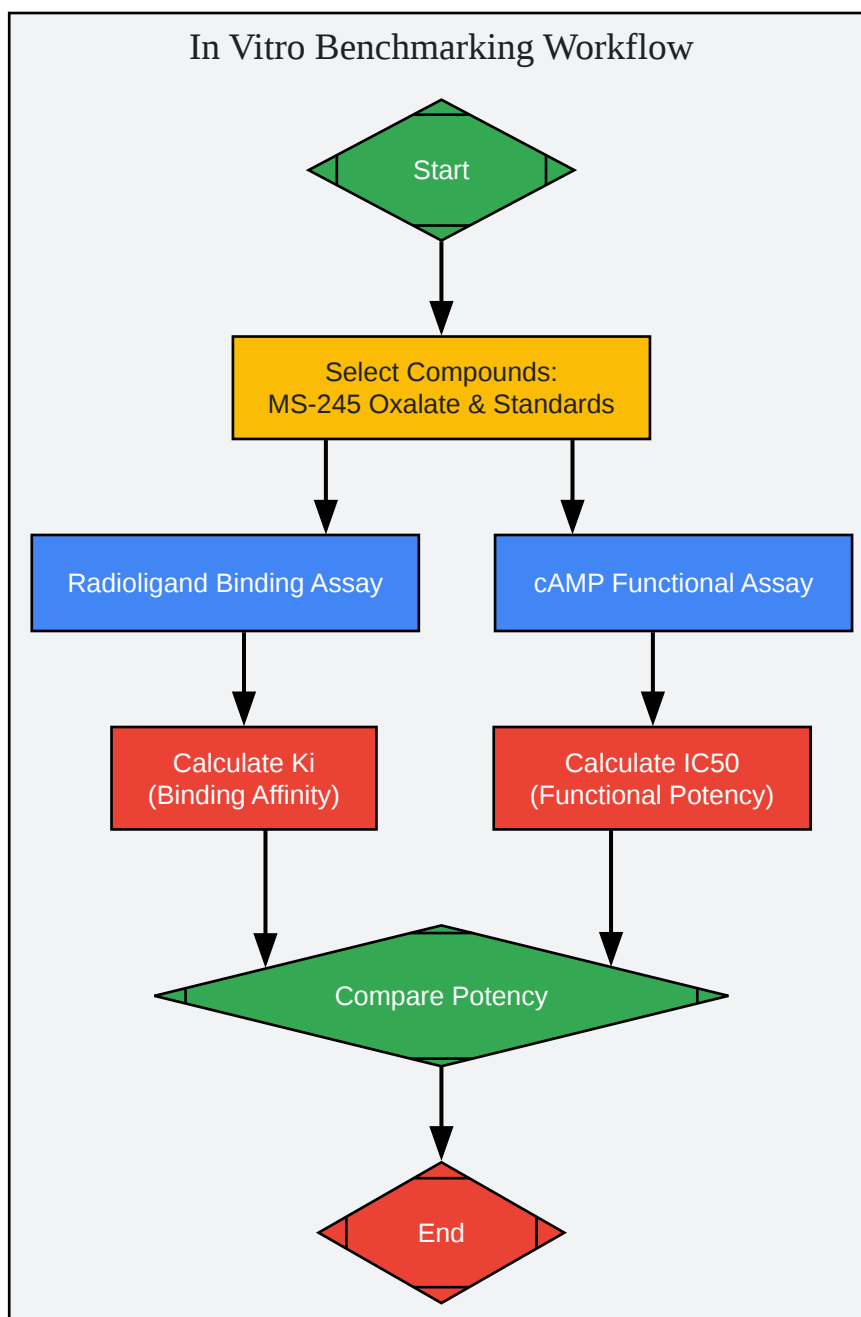 In Vitro Benchmarking Workflow
Start
Select Compounds:
MS-245 Oxalate & Standards
Radioligand Binding Assay
cAMP Functional Assay
Calculate Ki
(Binding Affinity)
Calculate IC50
(Functional Potency)
Compare Potency
End